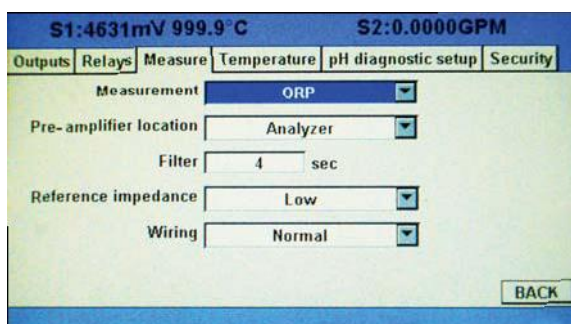 S1:4631mV 999.9°C S2:0.0000GPM
Outputs Relays Measure Temperature pH diagnostic setup Security
Measurement ORP
Pre-amplifier location Analyzer
Filter 4 sec
Reference impedance Low
Wiring Normal
BACK